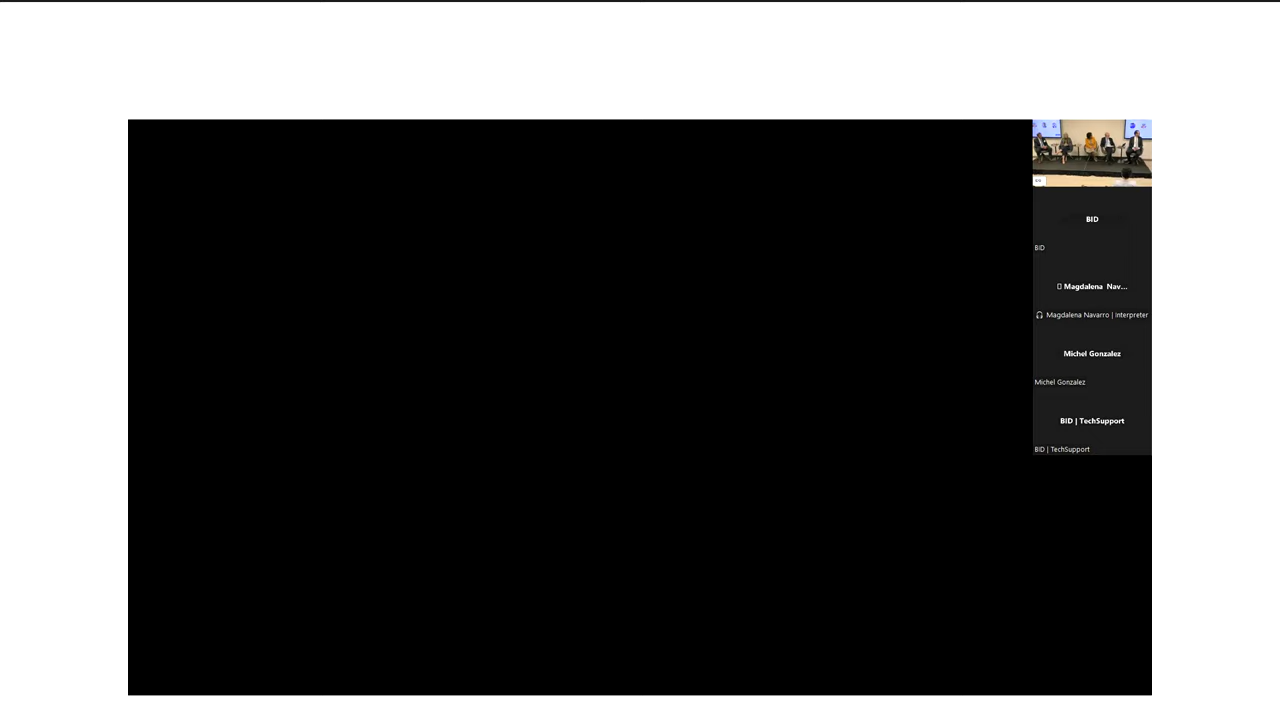 BID
BID
Magdalena Nav...
Magdalena Navarro | Interpreter
Michel Gonzalez
Michel Gonzalez
BID | TechSupport
BID | TechSupport